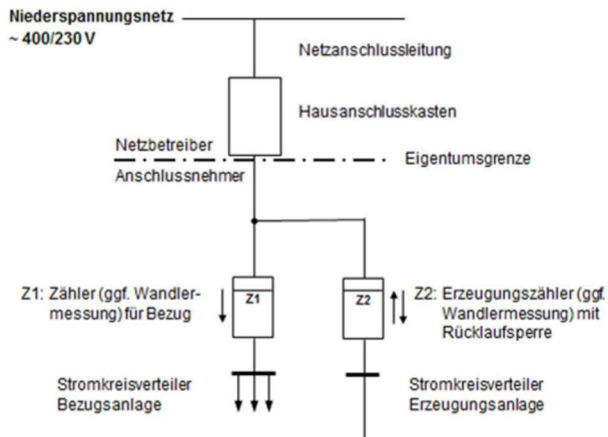 Niederspannungsnetz
~ 400/230 V
Netzanschlussleitung
Hausanschlusskasten
Netzbetreiber
Eigentumsgrenze
Anschlussnehmer
Z1: Zähler (ggf. Wandler-
messung) für Bezug
Z1
Z2
Z2: Erzeugungszähler (ggf.
Wandlermessung) mit
Rücklaufsperre
Stromkreisverteiler
Bezugsanlage
Stromkreisverteiler
Erzeugungsanlage